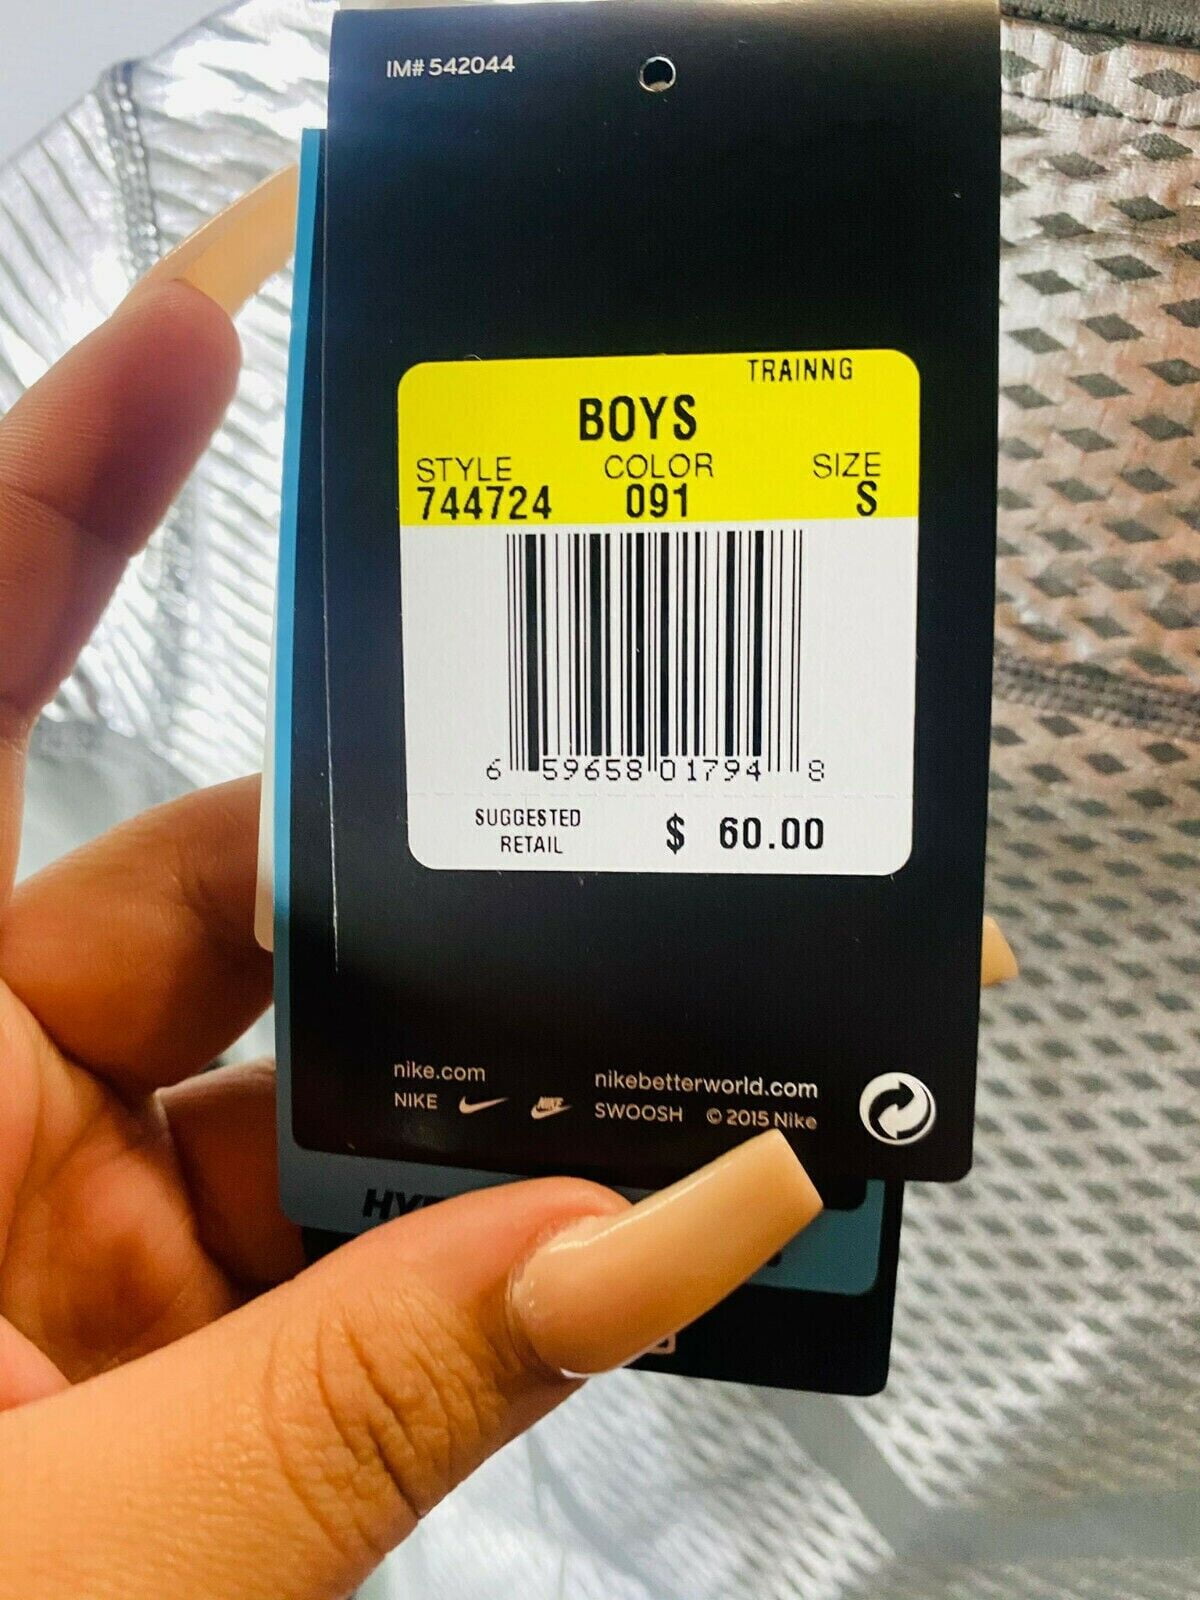 IM# 542044
TRAINNG
BOYS
STYLE COLOR SIZE
744724 091 S
6 59658 01794 8
SUGGESTED RETAIL $ 60.00
nike.com nikebetterworld.com
NIKE NIKE SWOOSH © 2015 Nike